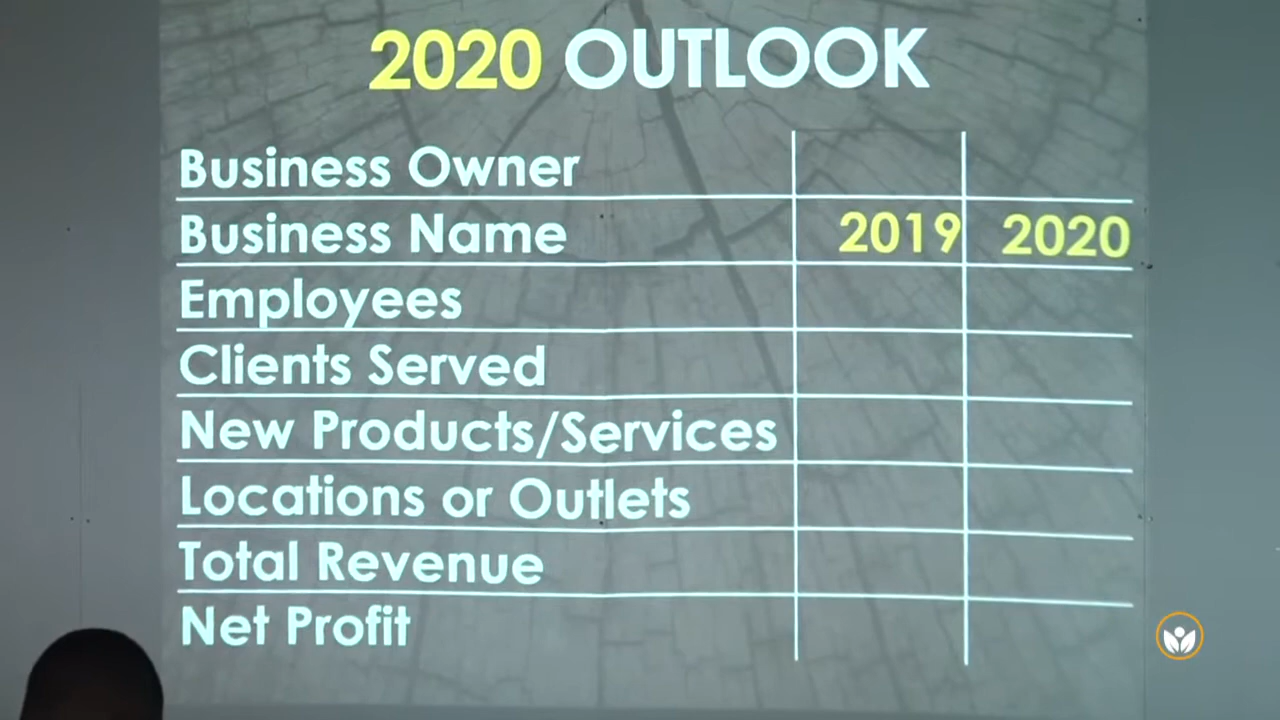 2020 OUTLOOK
Business Owner
Business Name 2019 2020
Employees
Clients Served
New Products/Services
Locations or Outlets
Total Revenue
Net Profit